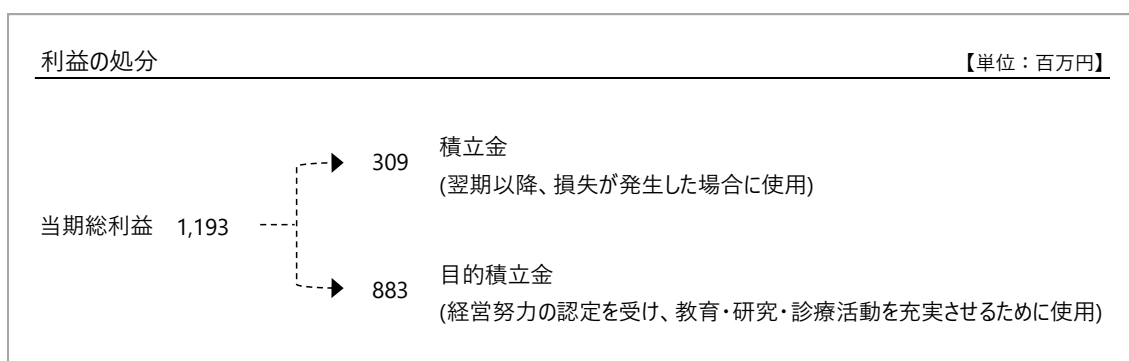 利益の処分 【単位：百万円】
309 積立金
(翌期以降、損失が発生した場合に使用)
当期総利益 1,193
883 目的積立金
(経営努力の認定を受け、教育・研究・診療活動を充実させるために使用)